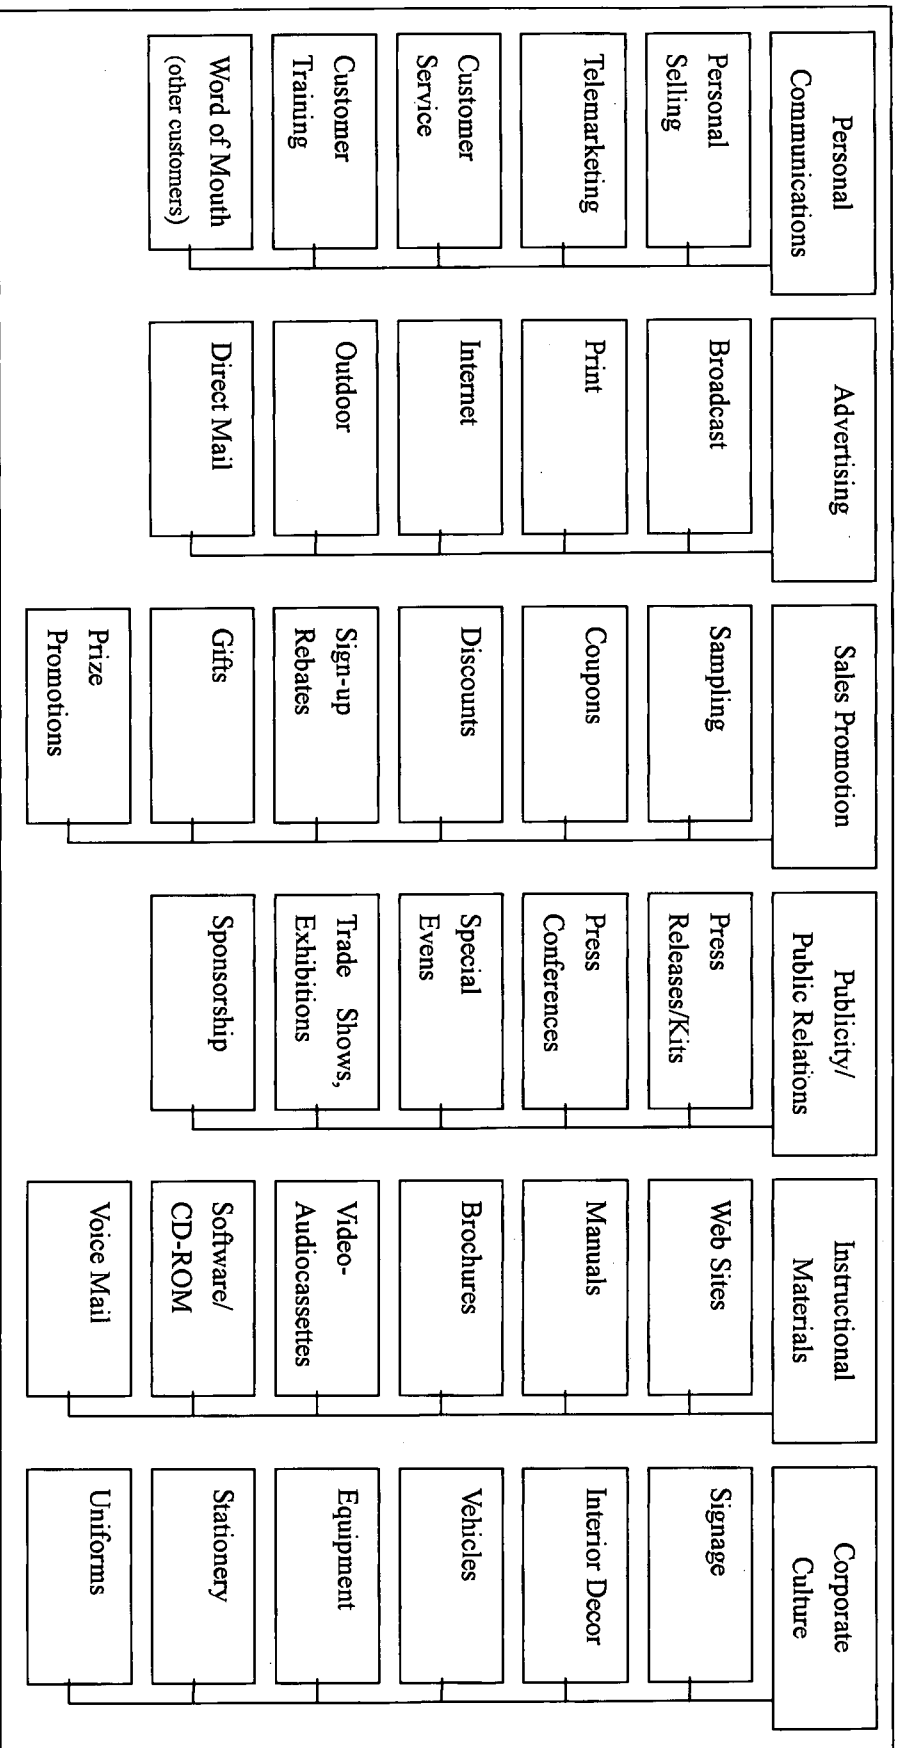 Personal
Communications
Personal
Selling
Telemarketing
Customer
Service
Customer
Training
Word of Mouth
(other customers)
Advertising
Broadcast
Print
Internet
Outdoor
Direct Mail
Sales Promotion
Sampling
Coupons
Discounts
Sign-up
Rebates
Gifts
Prize
Promotions
Publicity/
Public Relations
Press
Releases/Kits
Press
Conferences
Special
Evens
Trade Shows,
Exhibitions
Sponsorship
Instructional
Materials
Web Sites
Manuals
Brochures
Video-
Audiocassettes
Software/
CD-ROM
Voice Mail
Corporate
Culture
Signage
Interior Decor
Vehicles
Equipment
Stationery
Uniforms